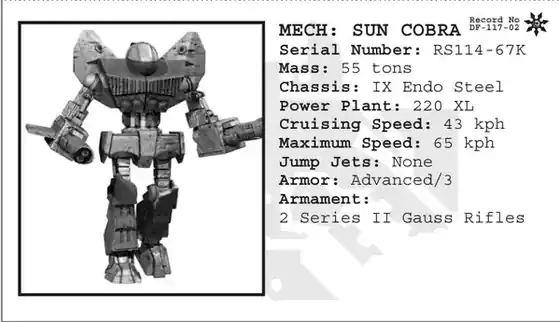 MECH: SUN COBRA
Record No
DF-117-02
Serial Number: RS114-67K
Mass: 55 tons
Chassis: IX Endo Steel
Power Plant: 220 XL
Cruising Speed: 43 kph
Maximum Speed: 65 kph
Jump Jets: None
Armor: Advanced/3
Armament:
2 Series II Gauss Rifles